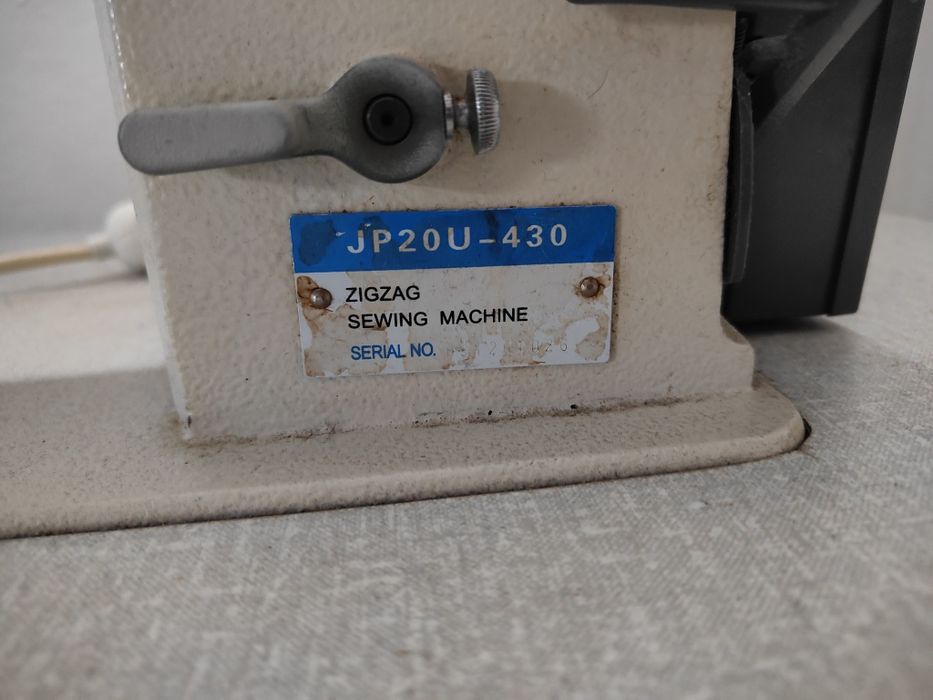 JP20U-430
ZIGZAG
SEWING MACHINE
SERIAL NO.